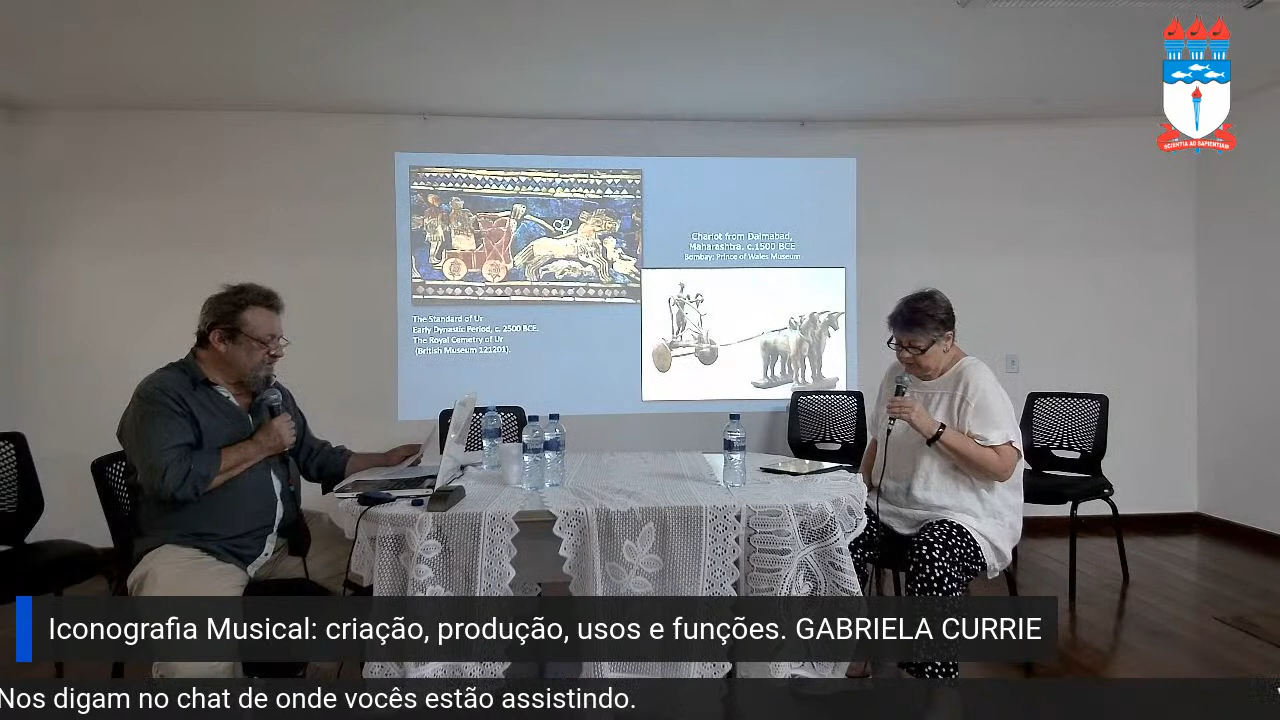 SCIENTIA AD SAPIENTIAM
Chariot from Daimabad,
Maharashtra. c.1500 BCE
Bombay: Prince of Wales Museum
The Standard of Ur
Early Dynastic Period, c. 2500 BCE.
The Royal Cemetry of Ur
(British Museum 121201).
Iconografia Musical: criação, produção, usos e funções. GABRIELA CURRIE
Nos digam no chat de onde vocês estão assistindo.